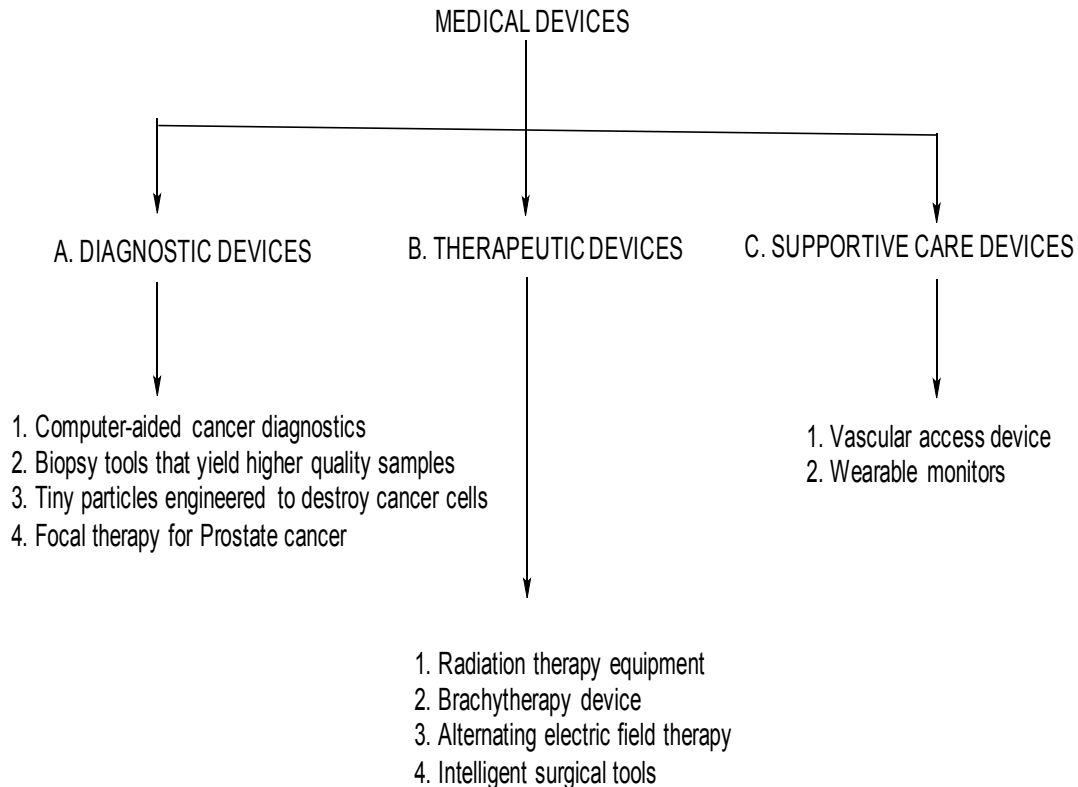 MEDICAL DEVICES
A. DIAGNOSTIC DEVICES
B. THERAPEUTIC DEVICES
C. SUPPORTIVE CARE DEVICES
1. Computer-aided cancer diagnostics
2. Biopsy tools that yield higher quality samples
3. Tiny particles engineered to destroy cancer cells
4. Focal therapy for Prostate cancer
1. Vascular access device
2. Wearable monitors
1. Radiation therapy equipment
2. Brachytherapy device
3. Alternating electric field therapy
4. Intelligent surgical tools